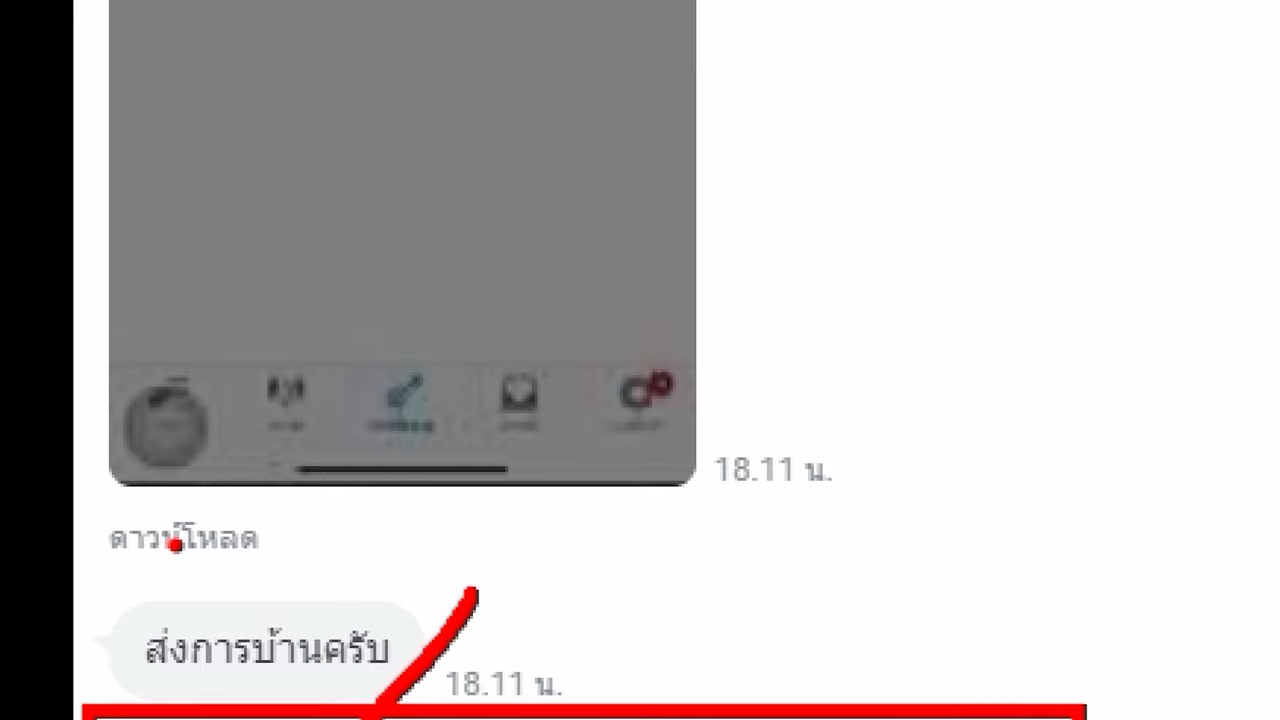 18.11 น.
ดาวน์โหลด
ส่งการบ้านครับ
18.11 น.